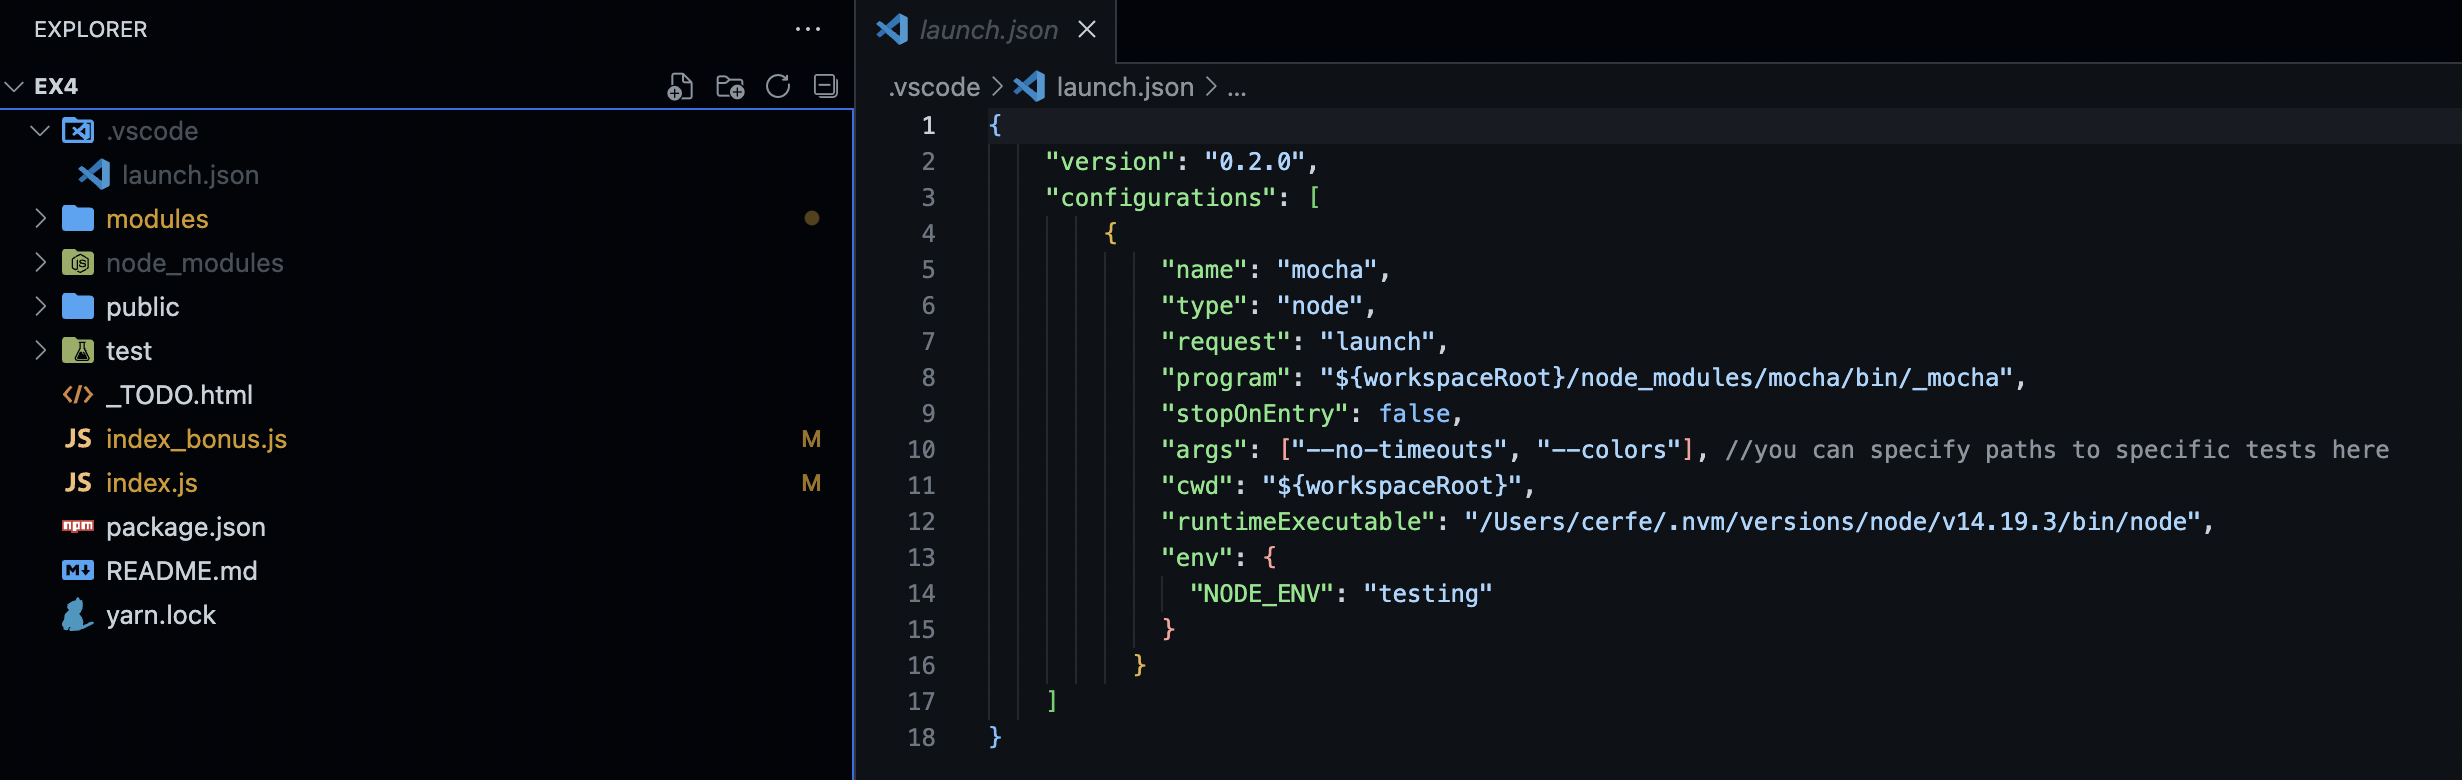 EXPLORER
EX4
.vscode
launch.json
modules
node_modules
public
test
_TODO.html
JS index_bonus.js M
JS index.js M
npm package.json
M README.md
yarn.lock
launch.json
.vscode > launch.json > ...
1 {
2 "version": "0.2.0",
3 "configurations": [
4 {
5 "name": "mocha",
6 "type": "node",
7 "request": "launch",
8 "program": "${workspaceRoot}/node_modules/mocha/bin/_mocha",
9 "stopOnEntry": false,
10 "args": ["--no-timeouts", "--colors"], //you can specify paths to specific tests here
11 "cwd": "${workspaceRoot}",
12 "runtimeExecutable": "/Users/cerfe/.nvm/versions/node/v14.19.3/bin/node",
13 "env": {
14 "NODE_ENV": "testing"
15 }
16 }
17 ]
18 }